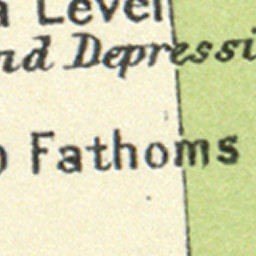 Level
nd Depressi
Fathoms